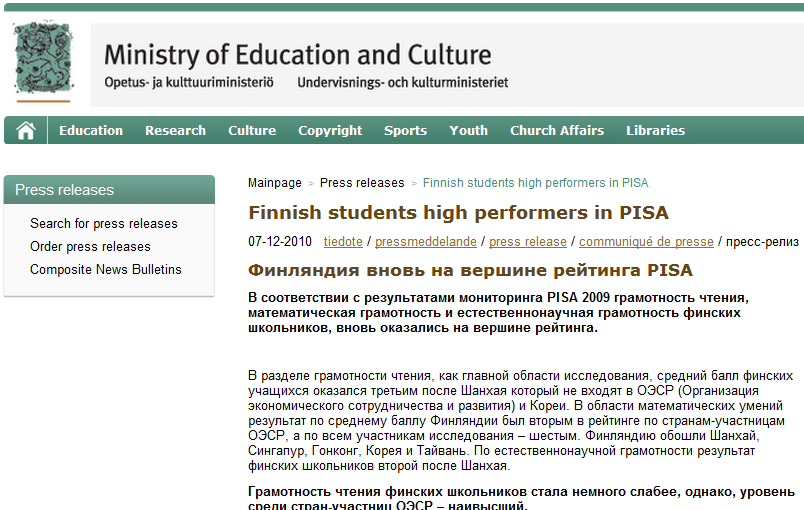 Ministry of Education and Culture
Opetus- ja kulttuuriministeriö Undervisnings- och kulturministeriet
Education Research Culture Copyright Sports Youth Church Affairs Libraries
Press releases
Search for press releases
Order press releases
Composite News Bulletins
Mainpage > Press releases > Finnish students high performers in PISA
Finnish students high performers in PISA
07-12-2010 tiedote / pressmeddelande / press release / communiqué de presse / пресс-релиз
Финляндия вновь на вершине рейтинга PISA
В соответствии с результатами мониторинга PISA 2009 грамотность чтения,
математическая грамотность и естественнонаучная грамотность финских
школьников, вновь оказались на вершине рейтинга.
В разделе грамотности чтения, как главной области исследования, средний балл финских
учащихся оказался третьим после Шанхая который не входят в ОЭСР (Организация
экономического сотрудничества и развития) и Кореи. В области математических умений
результат по среднему баллу Финляндии был вторым в рейтинге по странам-участницам
ОЭСР, а по всем участникам исследования – шестым. Финляндию обошли Шанхай,
Сингапур, Гонконг, Корея и Тайвань. По естественнонаучной грамотности результат
финских школьников второй после Шанхая.
Грамотность чтения финских школьников стала немного слабее, однако, уровень
среди стран-участниц ОЭСР – наивысший.